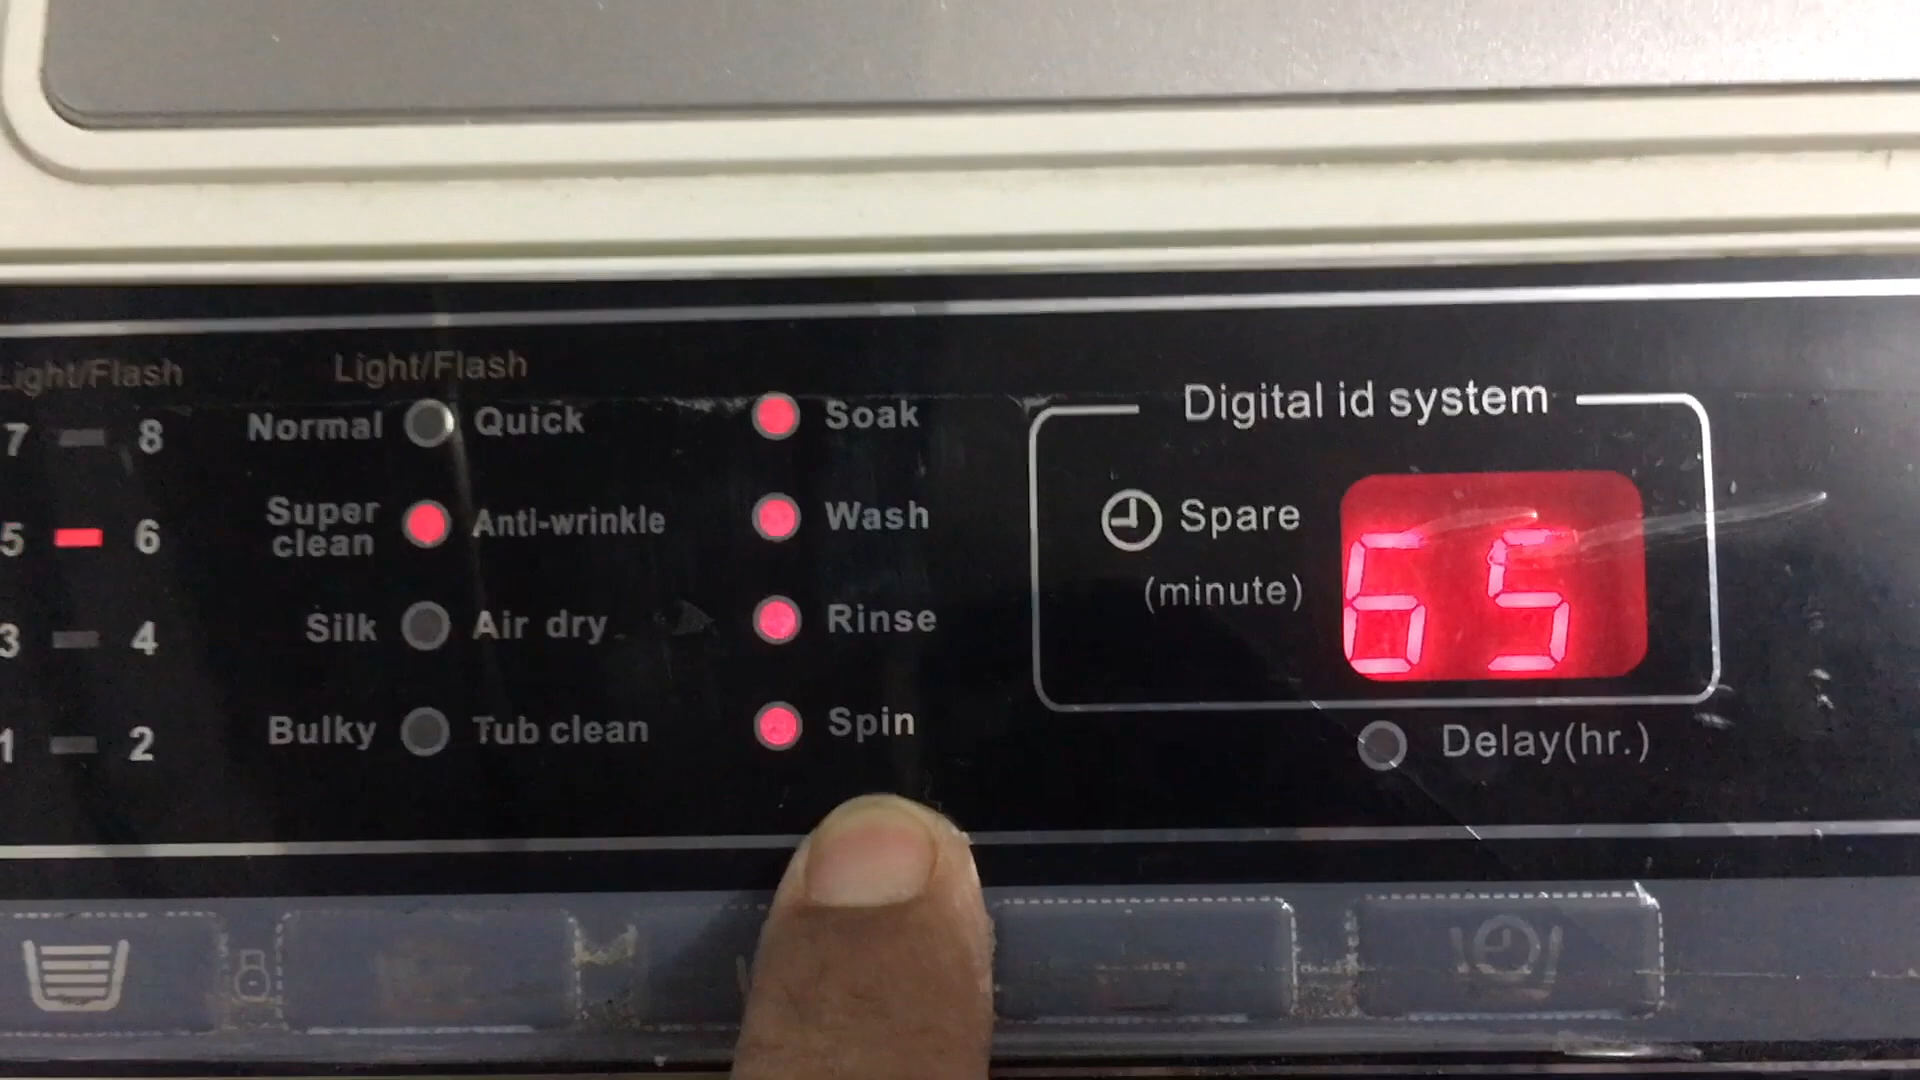 Light/Flash
7 8
5 6
3 4
1 2
Light/Flash
Normal Quick
Super clean Anti-wrinkle
Silk Air dry
Bulky Tub clean
Soak
Wash
Rinse
Spin
Digital id system
Spare
(minute)
65
Delay(hr.)